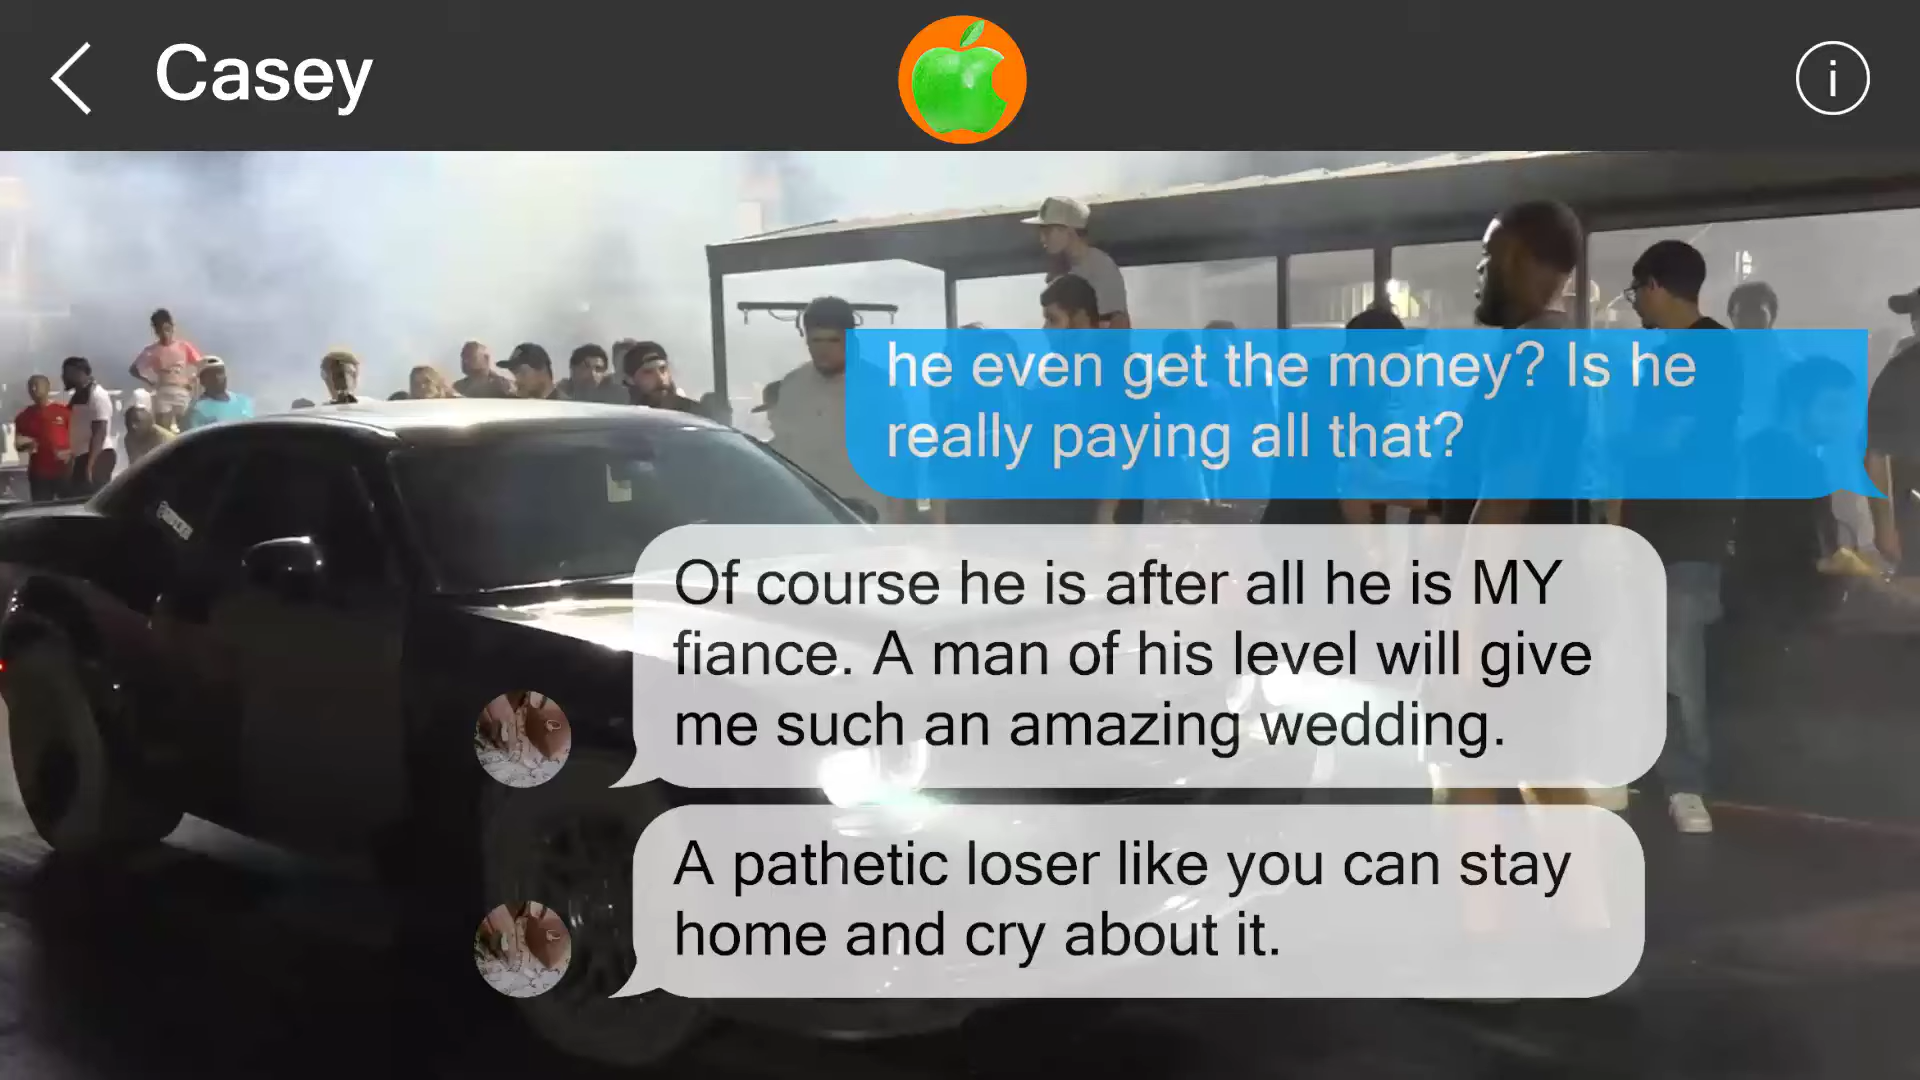 Casey
i
he even get the money? Is he
really paying all that?
Of course he is after all he is MY
fiance. A man of his level will give
me such an amazing wedding.
A pathetic loser like you can stay
home and cry about it.